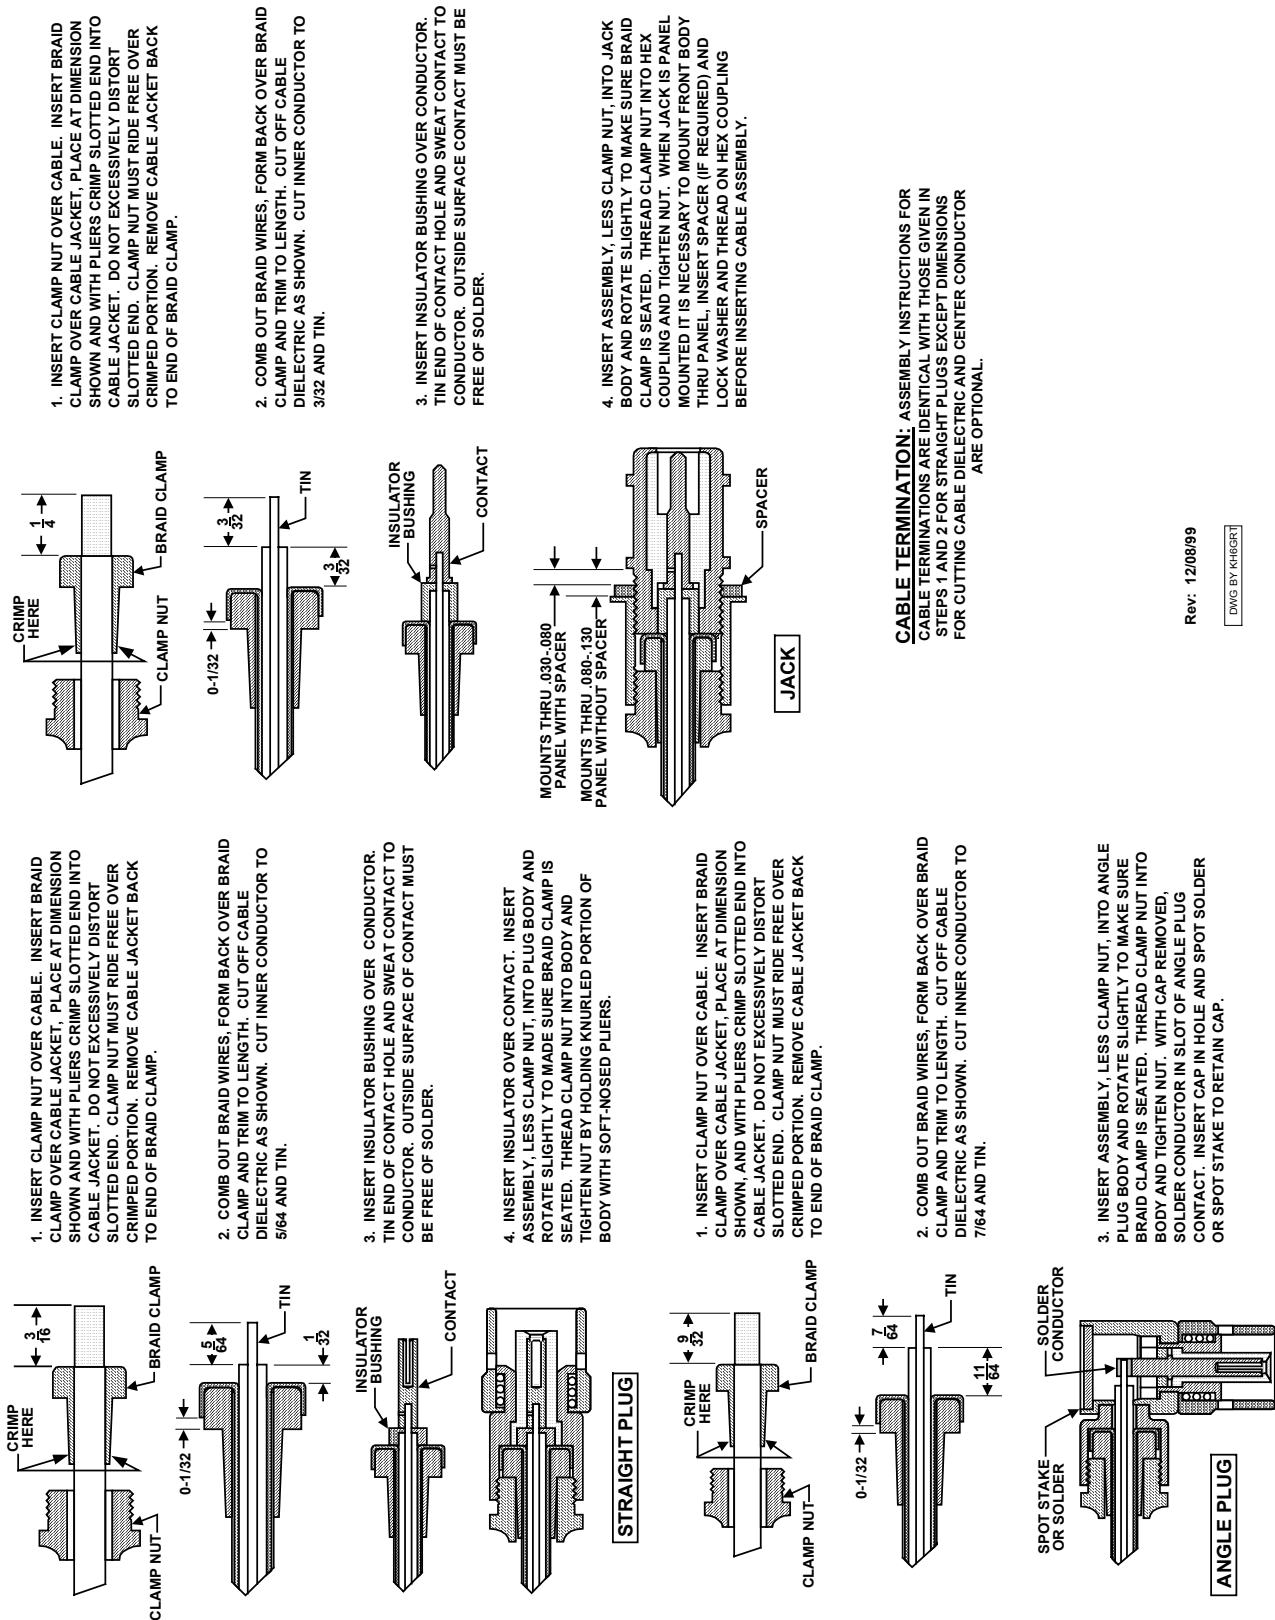 CRIMP
HERE
3
16
BRAID CLAMP
CLAMP NUT
1. INSERT CLAMP NUT OVER CABLE. INSERT BRAID
CLAMP OVER CABLE JACKET, PLACE AT DIMENSION
SHOWN AND WITH PLIERS CRIMP SLOTTED END INTO
CABLE JACKET. DO NOT EXCESSIVELY DISTORT
SLOTTED END. CLAMP NUT MUST RIDE FREE OVER
CRIMPED PORTION. REMOVE CABLE JACKET BACK
TO END OF BRAID CLAMP.
0-1/32
5
64
TIN
1
32
2. COMB OUT BRAID WIRES, FORM BACK OVER BRAID
CLAMP AND TRIM TO LENGTH. CUT OFF CABLE
DIELECTRIC AS SHOWN. CUT INNER CONDUCTOR TO
5/64 AND TIN.
INSULATOR
BUSHING
CONTACT
3. INSERT INSULATOR BUSHING OVER CONDUCTOR.
TIN END OF CONTACT HOLE AND SWEAT CONTACT TO
CONDUCTOR. OUTSIDE SURFACE OF CONTACT MUST
BE FREE OF SOLDER.
4. INSERT INSULATOR OVER CONTACT. INSERT
ASSEMBLY, LESS CLAMP NUT, INTO PLUG BODY AND
ROTATE SLIGHTLY TO MADE SURE BRAID CLAMP IS
SEATED. THREAD CLAMP NUT INTO BODY AND
TIGHTEN NUT BY HOLDING KNURLED PORTION OF
BODY WITH SOFT-NOSED PLIERS.
STRAIGHT PLUG
CRIMP
HERE
9
32
BRAID CLAMP
CLAMP NUT
1. INSERT CLAMP NUT OVER CABLE. INSERT BRAID
CLAMP OVER CABLE JACKET, PLACE AT DIMENSION
SHOWN, AND WITH PLIERS CRIMP SLOTTED END INTO
CABLE JACKET. DO NOT EXCESSIVELY DISTORT
SLOTTED END. CLAMP NUT MUST RIDE FREE OVER
CRIMPED PORTION. REMOVE CABLE JACKET BACK
TO END OF BRAID CLAMP.
0-1/32
7
64
TIN
11
64
2. COMB OUT BRAID WIRES, FORM BACK OVER BRAID
CLAMP AND TRIM TO LENGTH. CUT OFF CABLE
DIELECTRIC AS SHOWN. CUT INNER CONDUCTOR TO
7/64 AND TIN.
SPOT STAKE
OR SOLDER
SOLDER
CONDUCTOR
3. INSERT ASSEMBLY, LESS CLAMP NUT, INTO ANGLE
PLUG BODY AND ROTATE SLIGHTLY TO MAKE SURE
BRAID CLAMP IS SEATED. THREAD CLAMP NUT INTO
BODY AND TIGHTEN NUT. WITH CAP REMOVED,
SOLDER CONDUCTOR IN SLOT OF ANGLE PLUG
CONTACT. INSERT CAP IN HOLE AND SPOT SOLDER
OR SPOT STAKE TO RETAIN CAP.
ANGLE PLUG
CRIMP
HERE
1
4
BRAID CLAMP
CLAMP NUT
1. INSERT CLAMP NUT OVER CABLE. INSERT BRAID
CLAMP OVER CABLE JACKET, PLACE AT DIMENSION
SHOWN AND WITH PLIERS CRIMP SLOTTED END INTO
CABLE JACKET. DO NOT EXCESSIVELY DISTORT
SLOTTED END. CLAMP NUT MUST RIDE FREE OVER
CRIMPED PORTION. REMOVE CABLE JACKET BACK
TO END OF BRAID CLAMP.
0-1/32
3
32
TIN
3
32
2. COMB OUT BRAID WIRES, FORM BACK OVER BRAID
CLAMP AND TRIM TO LENGTH. CUT OFF CABLE
DIELECTRIC AS SHOWN. CUT INNER CONDUCTOR TO
3/32 AND TIN.
INSULATOR
BUSHING
CONTACT
3. INSERT INSULATOR BUSHING OVER CONDUCTOR.
TIN END OF CONTACT HOLE AND SWEAT CONTACT TO
CONDUCTOR. OUTSIDE SURFACE CONTACT MUST BE
FREE OF SOLDER.
MOUNTS THRU .030-.080
PANEL WITH SPACER
MOUNTS THRU .080-.130
PANEL WITHOUT SPACER
SPACER
4. INSERT ASSEMBLY, LESS CLAMP NUT, INTO JACK
BODY AND ROTATE SLIGHTLY TO MAKE SURE BRAID
CLAMP IS SEATED. THREAD CLAMP NUT INTO HEX
COUPLING AND TIGHTEN NUT. WHEN JACK IS PANEL
MOUNTED IT IS NECESSARY TO MOUNT FRONT BODY
THRU PANEL, INSERT SPACER (IF REQUIRED) AND
LOCK WASHER AND THREAD ON HEX COUPLING
BEFORE INSERTING CABLE ASSEMBLY.
JACK
CABLE TERMINATION: ASSEMBLY INSTRUCTIONS FOR
CABLE TERMINATIONS ARE IDENTICAL WITH THOSE GIVEN IN
STEPS 1 AND 2 FOR STRAIGHT PLUGS EXCEPT DIMENSIONS
FOR CUTTING CABLE DIELECTRIC AND CENTER CONDUCTOR
ARE OPTIONAL.
Rev: 12/08/99
DWG BY KH6GRT